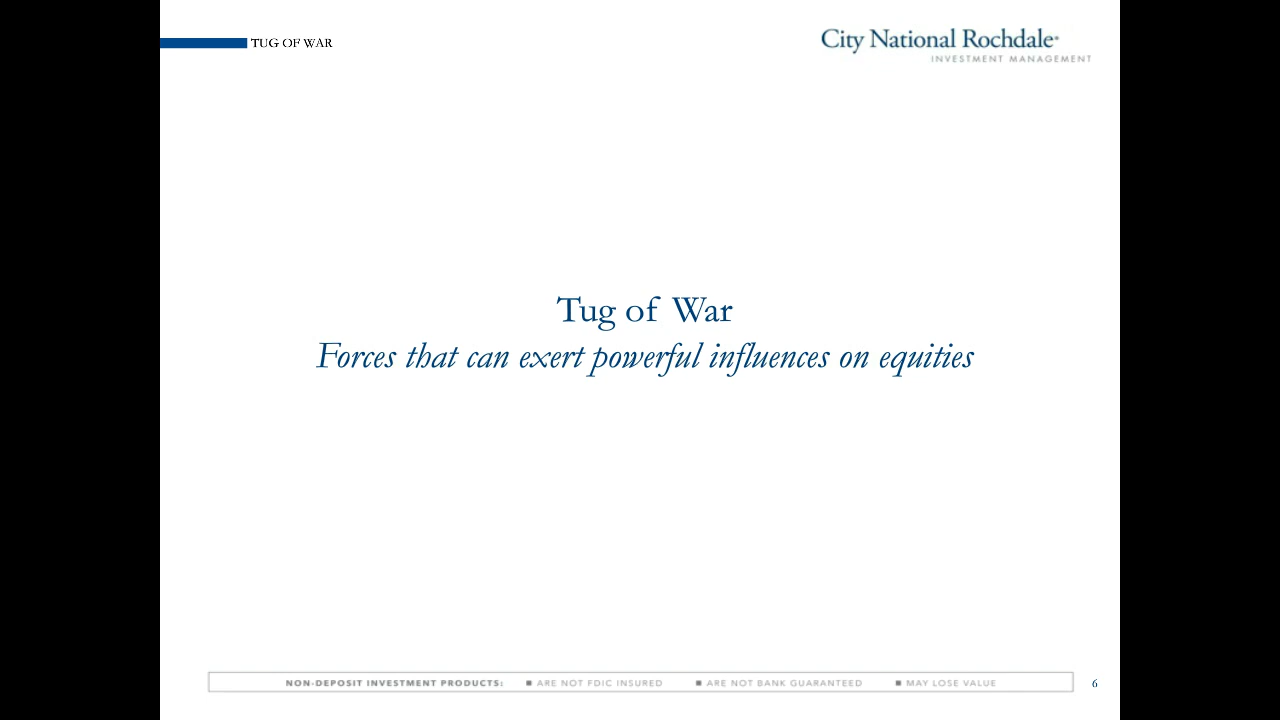 TUG OF WAR
City National Rochdale
INVESTMENT MANAGEMENT
Tug of War
Forces that can exert powerful influences on equities
NON-DEPOSIT INVESTMENT PRODUCTS: ■ ARE NOT FDIC INSURED ■ ARE NOT BANK GUARANTEED ■ MAY LOSE VALUE
6